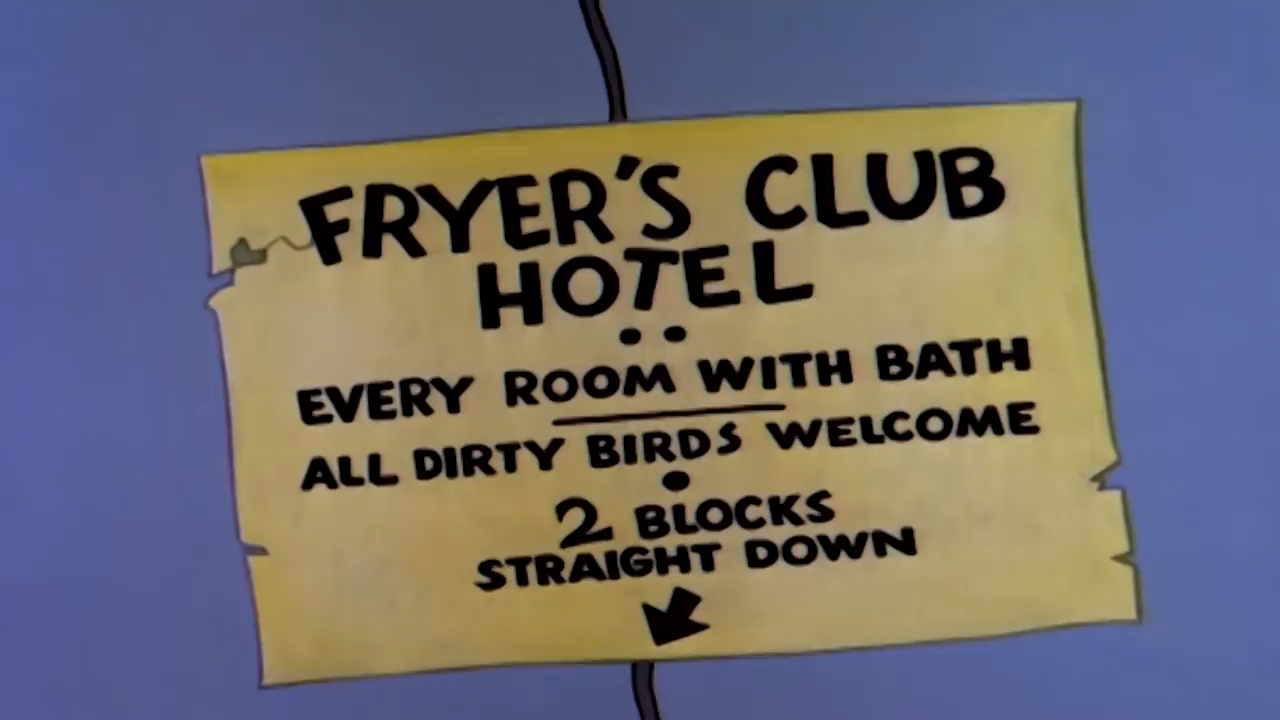 FRYER'S CLUB
HOTEL
EVERY ROOM WITH BATH
ALL DIRTY BIRDS WELCOME
2 BLOCKS
STRAIGHT DOWN